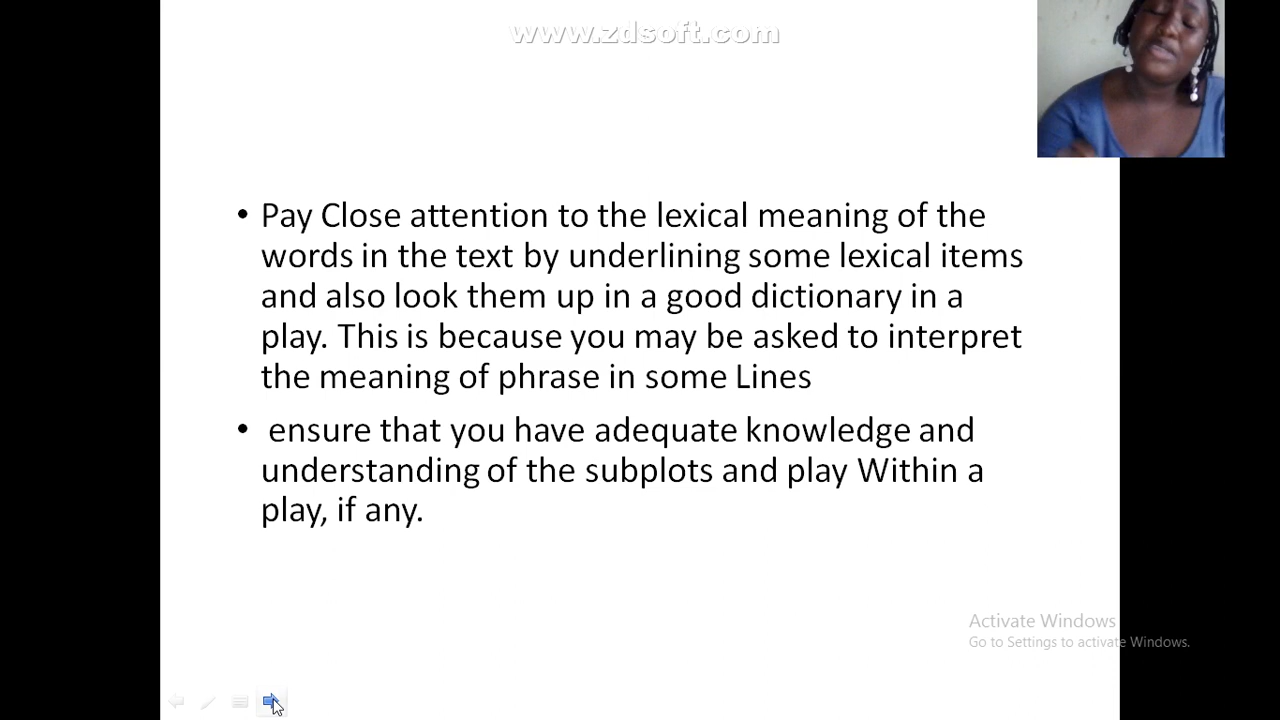 www.zdsoft.com
• Pay Close attention to the lexical meaning of the
words in the text by underlining some lexical items
and also look them up in a good dictionary in a
play. This is because you may be asked to interpret
the meaning of phrase in some Lines
• ensure that you have adequate knowledge and
understanding of the subplots and play Within a
play, if any.
Activate Windows
Go to Settings to activate Windows.